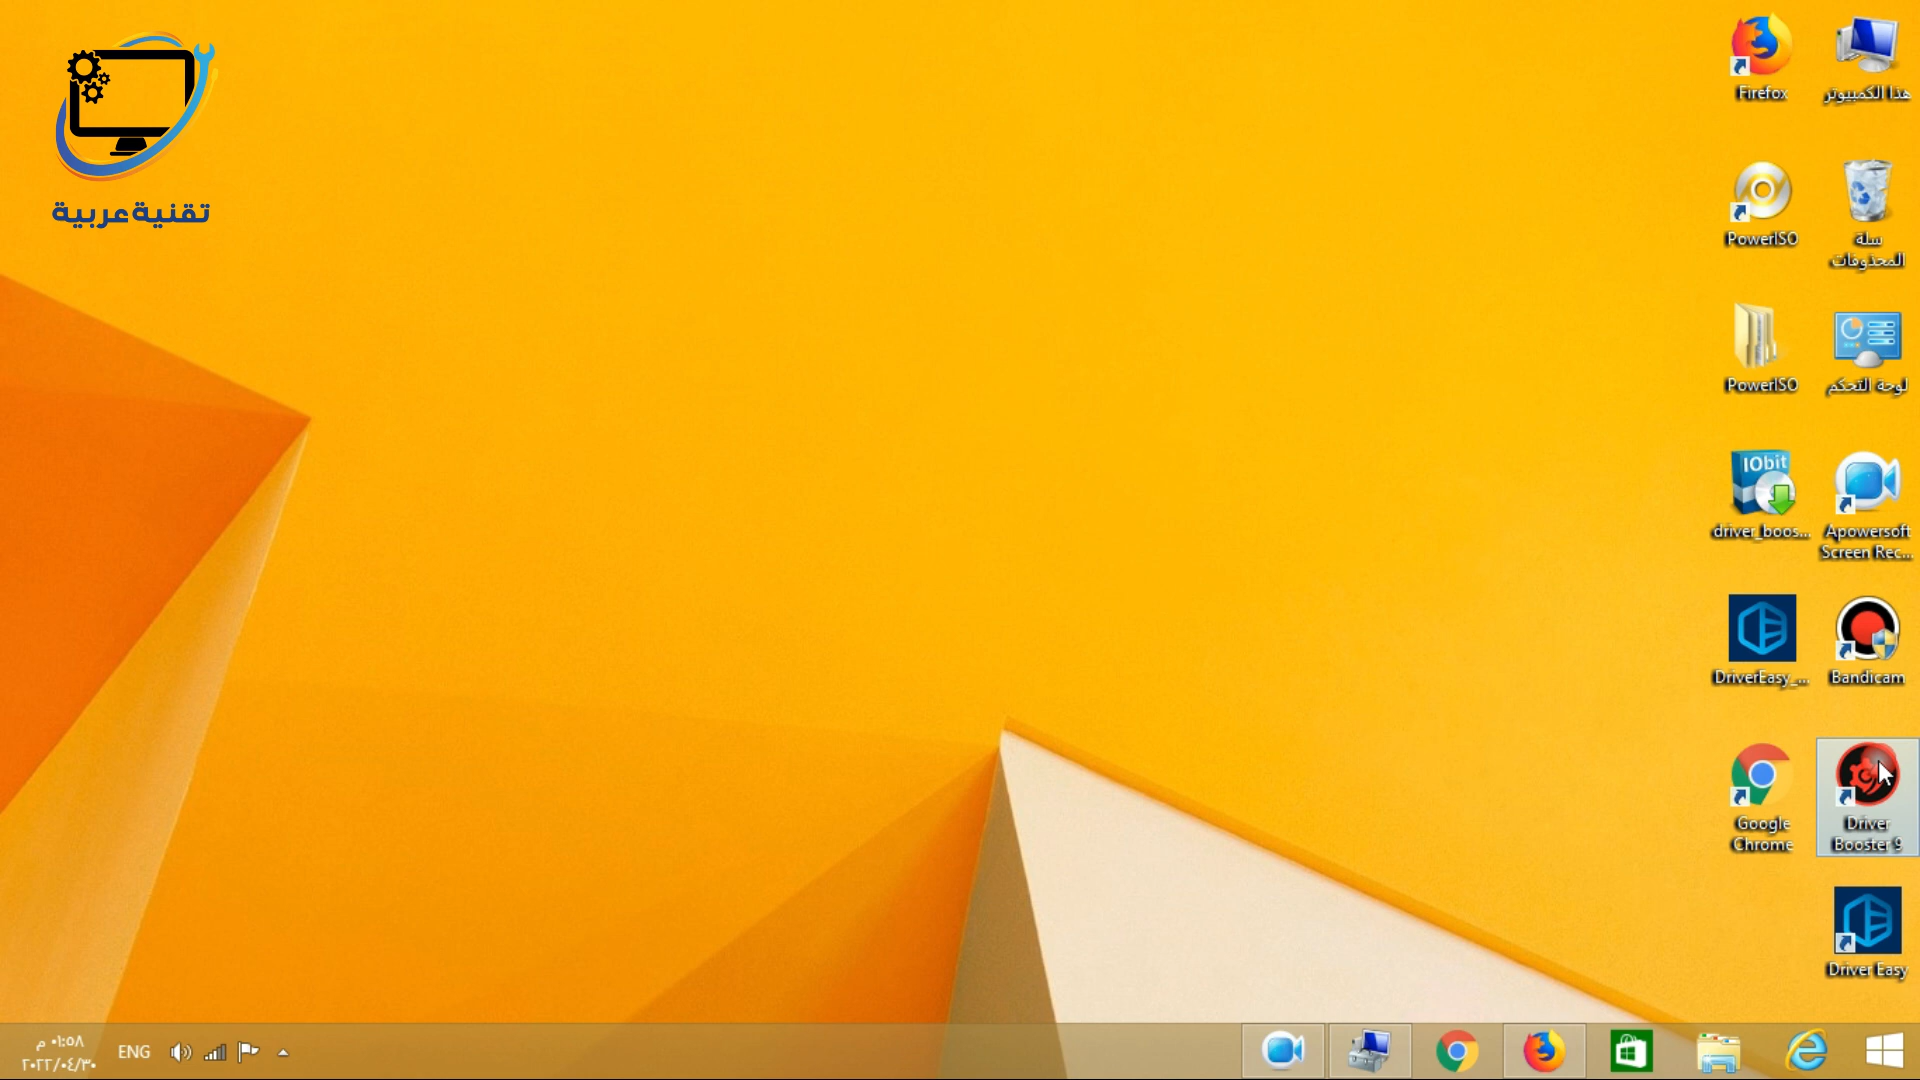 تقنية عربية
هذا الكمبيوتر
Firefox
سلة
المحذوفات
PowerISO
لوحة التحكم
PowerISO
Apowersoft
Screen Rec...
IObit
driver_boos...
Bandicam
DriverEasy_...
Driver
Booster 9
Google
Chrome
Driver Easy
ENG
٠١:٥٨ م
٢٠٢٢/٠٤/٣٠